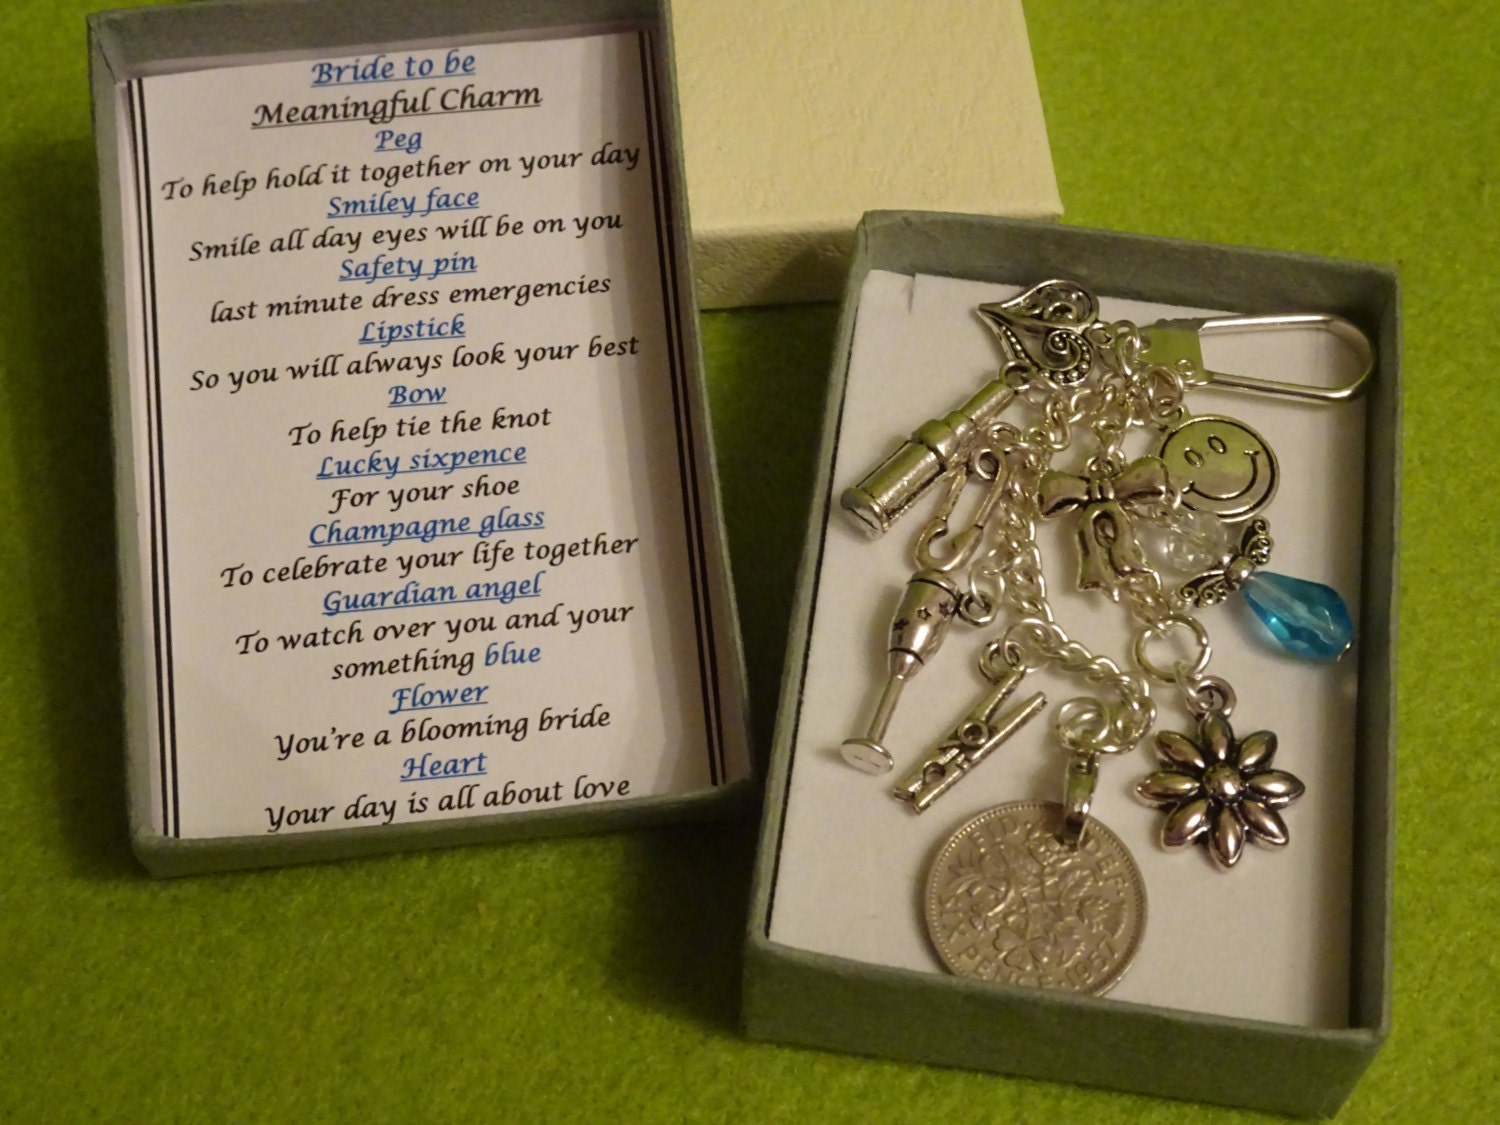 Bride to be
Meaningful Charm
Peg
To help hold it together on your day
Smiley face
Smile all day eyes will be on you
Safety pin
last minute dress emergencies
Lipstick
So you will always look your best
Bow
To help tie the knot
Lucky sixpence
For your shoe
Champagne glass
To celebrate your life together
Guardian angel
To watch over you and your
something blue
Flower
You're a blooming bride
Heart
Your day is all about love
FID DEF
SIX PENCE 1957